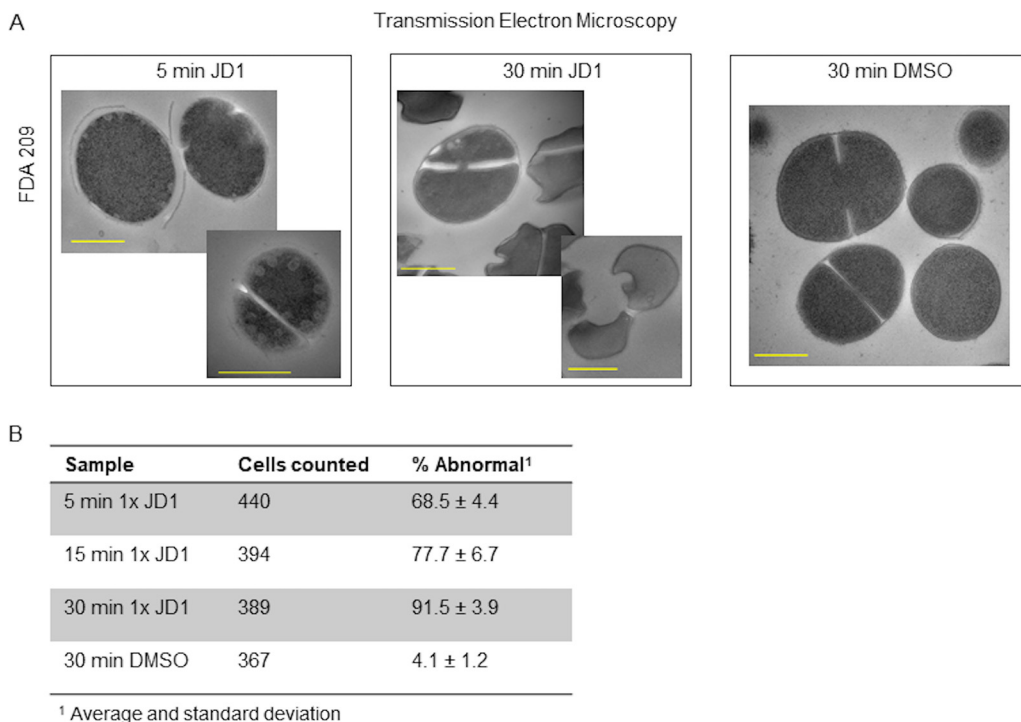 A
Transmission Electron Microscopy
5 min JD1
30 min JD1
30 min DMSO
FDA 209
B
Sample Cells counted % Abnormal¹
5 min 1x JD1 440 68.5 ± 4.4
15 min 1x JD1 394 77.7 ± 6.7
30 min 1x JD1 389 91.5 ± 3.9
30 min DMSO 367 4.1 ± 1.2
¹ Average and standard deviation